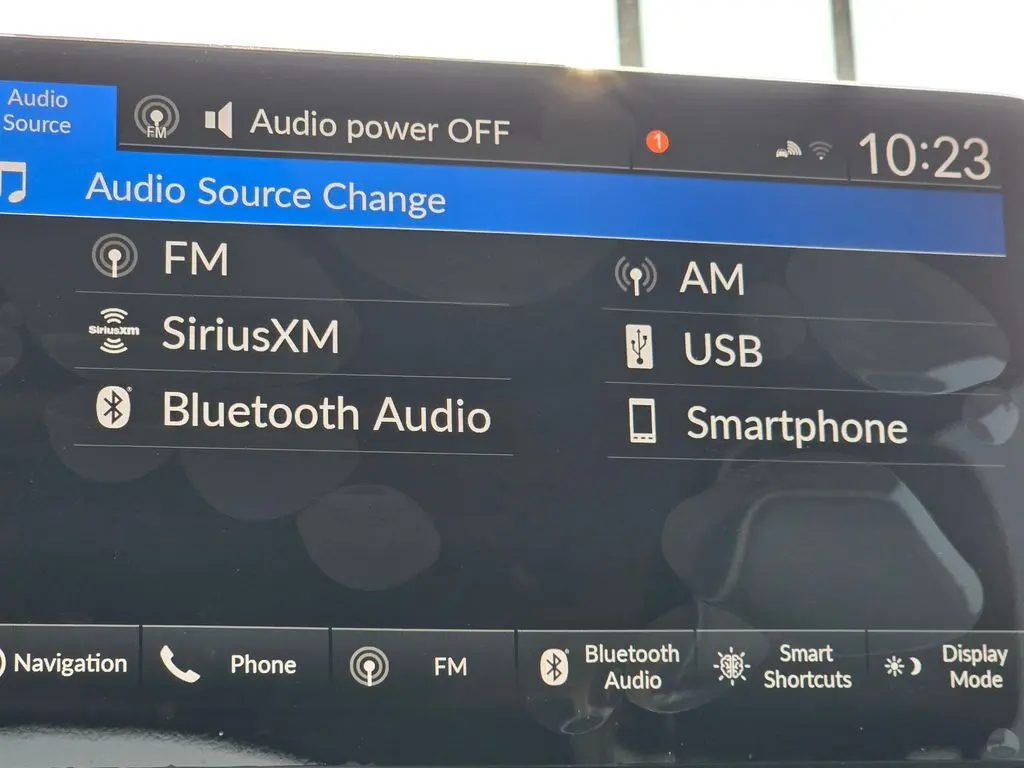 Audio
Source
FM
Audio power OFF
1
10:23
Audio Source Change
FM
AM
SiriusXM
SiriusXM
USB
Bluetooth Audio
Smartphone
Navigation
Phone
FM
Bluetooth
Audio
Smart
Shortcuts
Display
Mode